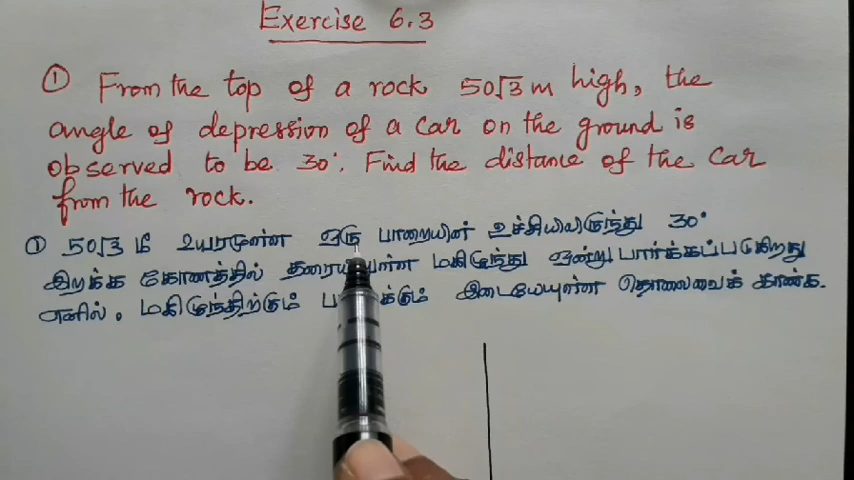 Exercise 6.3
① From the top of a rock 50√3 m high, the
angle of depression of a car on the ground is
observed to be 30°. Find the distance of the car
from the rock.
① 50√3 மீ உயரமுள்ள ஒரு பாறையின் உச்சியிலிருந்து 30°
இறக்க கோணத்தில் மகிழுந்து ஒன்று பார்க்கப்படுகிறது
எனில். மகிழுந்திற்கும் இடையேயுள்ள தொலைவைக் காண்க.